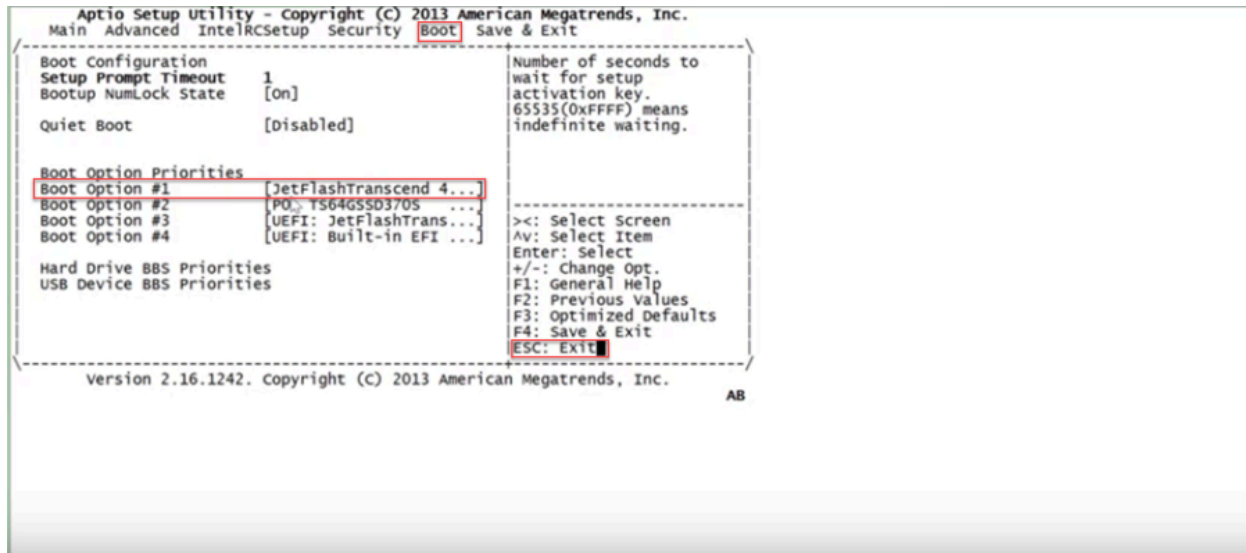 Aptio Setup Utility - Copyright (C) 2013 American Megatrends, Inc.
Main Advanced IntelRCSetup Security Boot Save & Exit
Boot Configuration
Setup Prompt Timeout 1
Bootup NumLock State [On]
Quiet Boot [Disabled]
Boot Option Priorities
Boot Option #1 [JetFlashTranscend 4...]
Boot Option #2 [P0: TS64GSSD370S ...]
Boot Option #3 [UEFI: JetFlashTrans...]
Boot Option #4 [UEFI: Built-in EFI ...]
Hard Drive BBS Priorities
USB Device BBS Priorities
Number of seconds to
wait for setup
activation key.
65535(0xFFFF) means
indefinite waiting.
><: Select Screen
^v: Select Item
Enter: Select
+/-: Change Opt.
F1: General Help
F2: Previous Values
F3: Optimized Defaults
F4: Save & Exit
ESC: Exit
Version 2.16.1242. Copyright (C) 2013 American Megatrends, Inc.
AB